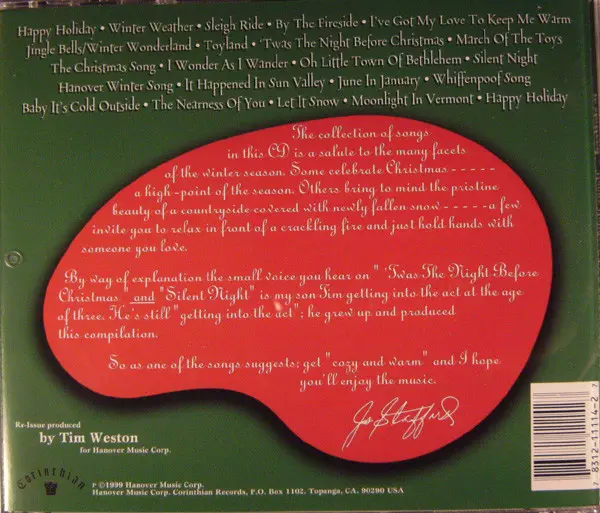 Happy Holiday • Winter Weather • Sleigh Ride • By The Fireside • I've Got My Love To Keep Me Warm
Jingle Bells/Winter Wonderland • Toyland • 'Twas The Night Before Christmas • March Of The Toys
The Christmas Song • I Wonder As I Wander • Oh Little Town Of Bethlehem • Silent Night
Hanover Winter Song • It Happened In Sun Valley • June In January • Whiffenpoof Song
Baby It's Cold Outside • The Nearness Of You • Let It Snow • Moonlight In Vermont • Happy Holiday
The collection of songs
in this CD is a salute to the many facets
of the winter season. Some celebrate Christmas - - - - -
a high -point of the season. Others bring to mind the pristine
beauty of a countryside covered with newly fallen snow - - - - -a few
invite you to relax in front of a crackling fire and just hold hands with
someone you love.
By way of explanation the small voice you hear on " 'Twas The Night Before
Christmas" and "Silent Night" is my son Tim getting into the act at the age
of three. He's still "getting into the act"; he grew up and produced
this compilation.
So as one of the songs suggests; get "cozy and warm" and I hope
you'll enjoy the music.
Jo Stafford
Re-Issue produced
by Tim Weston
for Hanover Music Corp.
Corinthian
P ©1999 Hanover Music Corp.
Hanover Music Corp. Corinthian Records, P.O. Box 1102, Topanga, CA. 90290 USA
7 8312-11114-2 7